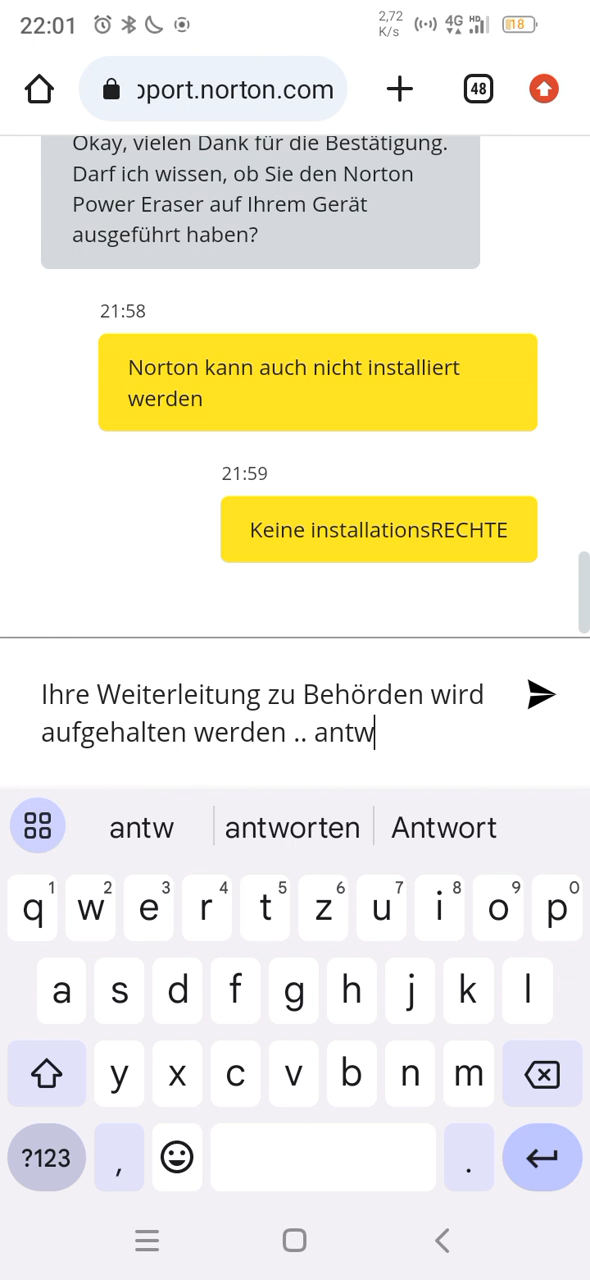 22:01
2,72
K/s
4G
HD
18
port.norton.com
48
Okay, vielen Dank für die Bestätigung.
Darf ich wissen, ob Sie den Norton
Power Eraser auf Ihrem Gerät
ausgeführt haben?
21:58
Norton kann auch nicht installiert
werden
21:59
Keine installationsRECHTE
Ihre Weiterleitung zu Behörden wird
aufgehalten werden .. antw
antw antworten Antwort
1 2 3 4 5 6 7 8 9 0
q w e r t z u i o p
a s d f g h j k l
y x c v b n m
?123 , .